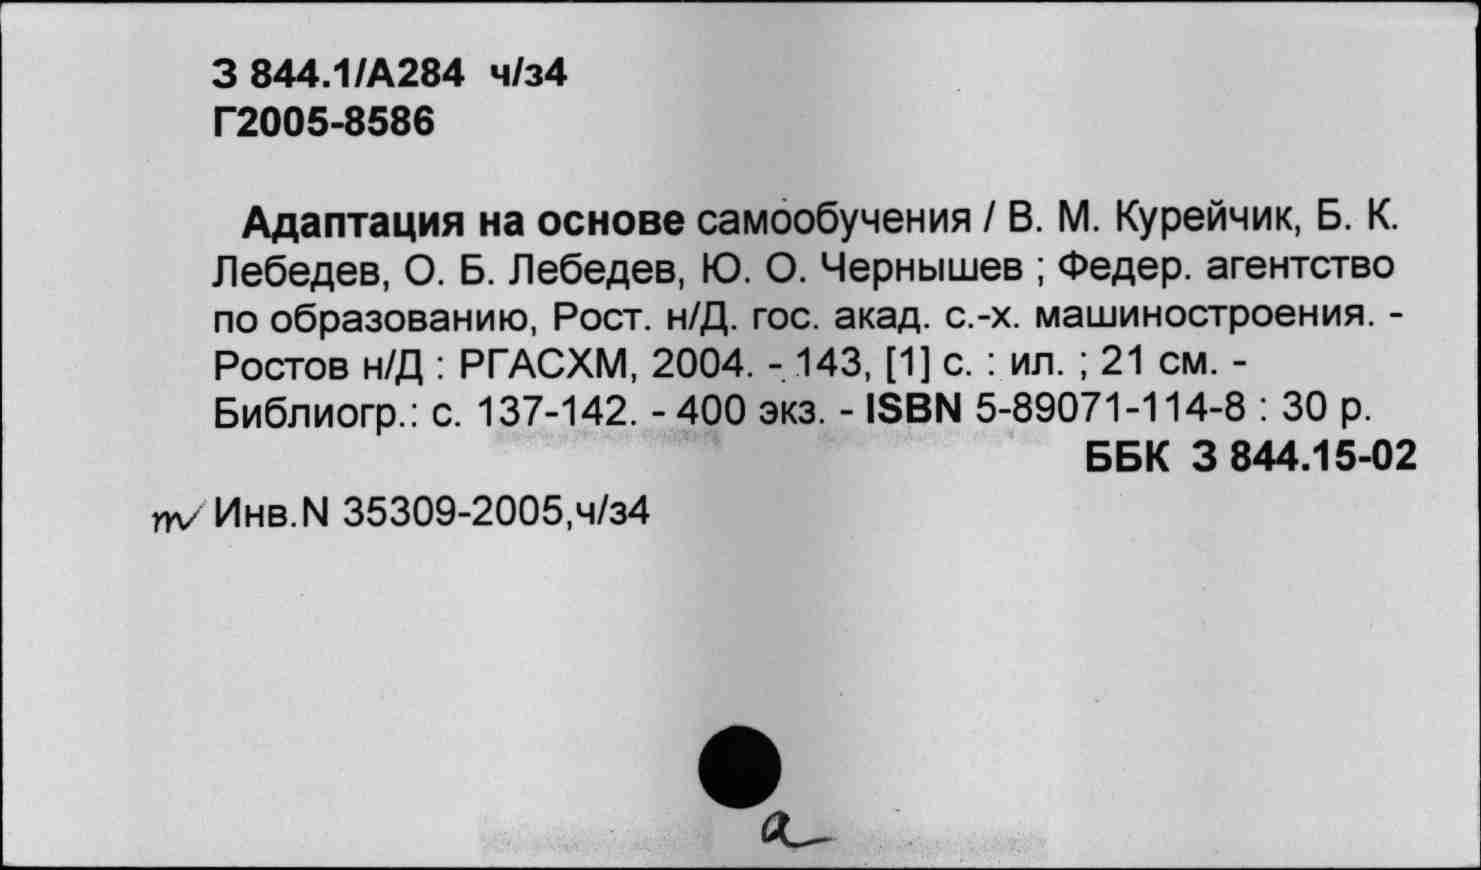 З 844.1/А284 ч/з4
Г2005-8586
Адаптация на основе самообучения / В. М. Курейчик, Б. К.
Лебедев, О. Б. Лебедев, Ю. О. Чернышев ; Федер. агентство
по образованию, Рост. н/Д. гос. акад. с.-х. машиностроения. -
Ростов н/Д : РГАСХМ, 2004. - 143, [1] с. : ил. ; 21 см. -
Библиогр.: с. 137-142. - 400 экз. - ISBN 5-89071-114-8 : 30 р.
ББК З 844.15-02
Инв.N 35309-2005,ч/з4
а